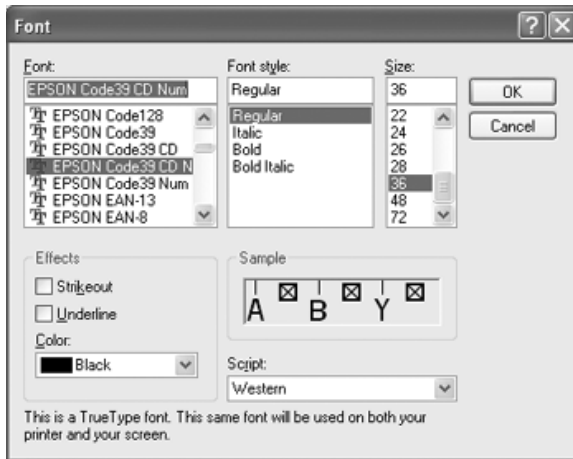 Font
Font:
EPSON Code39 CD Num
EPSON Code128
EPSON Code39
EPSON Code39 CD
EPSON Code39 CD N
EPSON Code39 Num
EPSON EAN-13
EPSON EAN-8
Font style:
Regular
Regular
Italic
Bold
Bold Italic
Size:
36
22
24
26
28
36
48
72
OK
Cancel
Effects
Strikeout
Underline
Color:
Black
Sample
A B Y
Script:
Western
This is a TrueType font. This same font will be used on both your
printer and your screen.